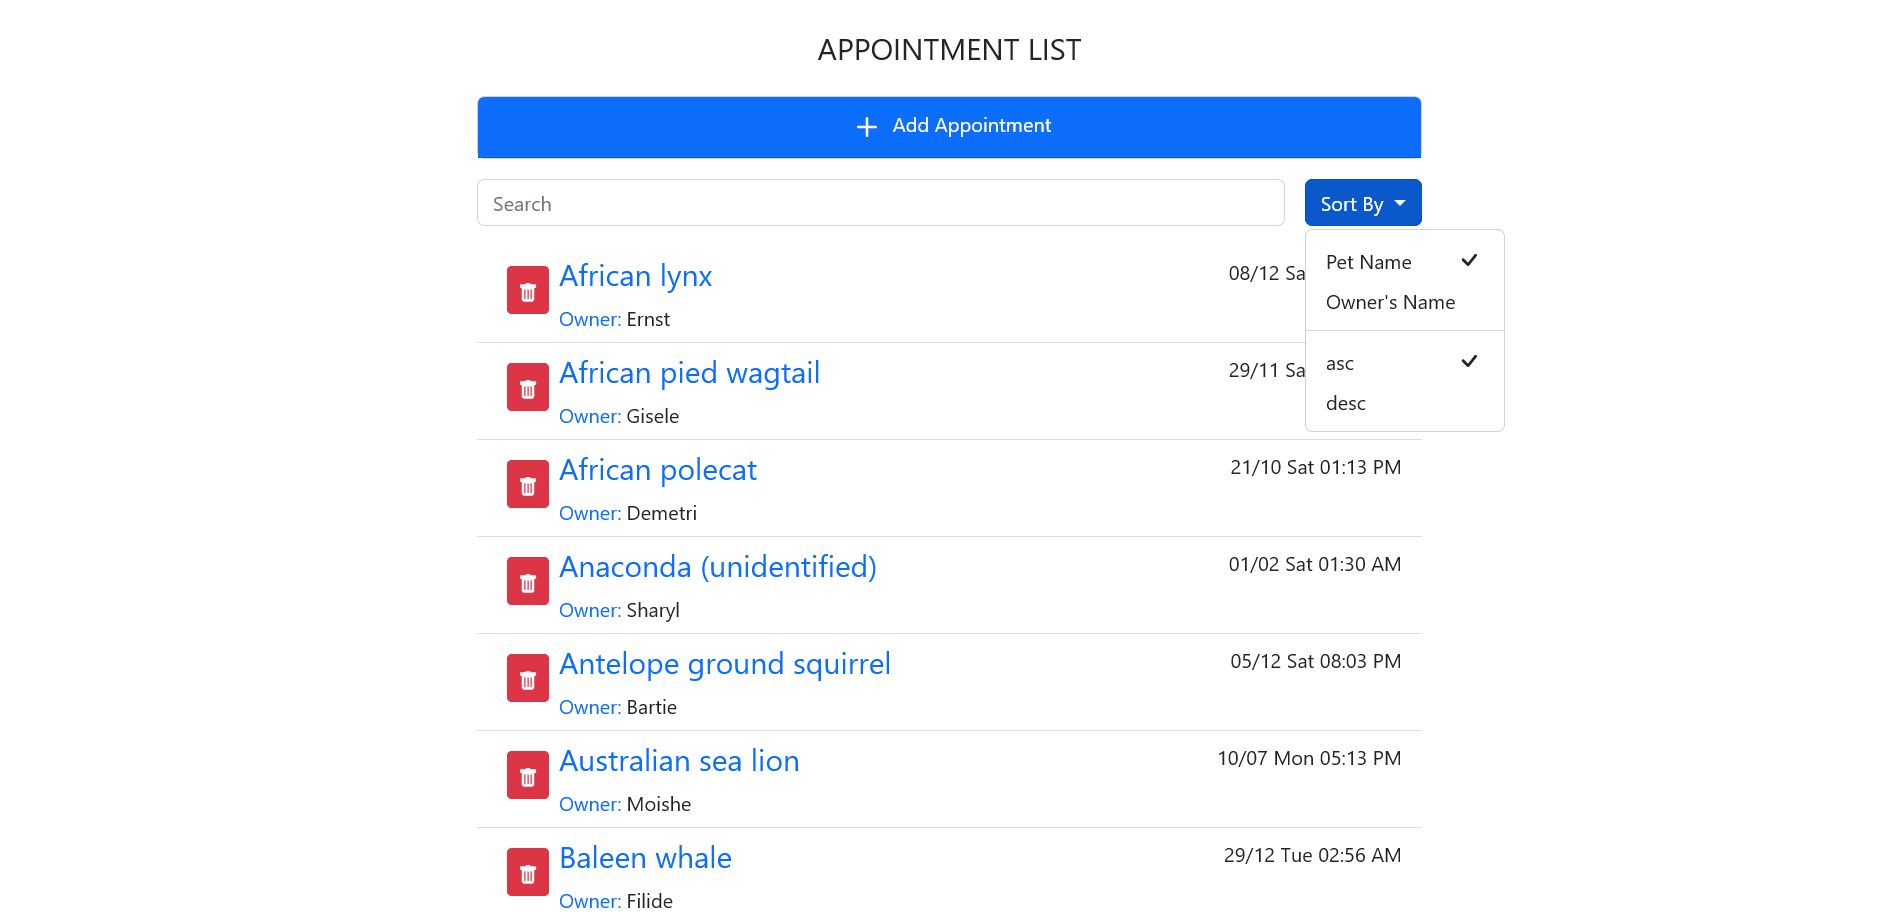 APPOINTMENT LIST
Add Appointment
Search
Sort By
Pet Name
Owner's Name
asc
desc
African lynx
08/12 Sa
Owner: Ernst
African pied wagtail
29/11 Sa
Owner: Gisele
African polecat
21/10 Sat 01:13 PM
Owner: Demetri
Anaconda (unidentified)
01/02 Sat 01:30 AM
Owner: Sharyl
Antelope ground squirrel
05/12 Sat 08:03 PM
Owner: Bartie
Australian sea lion
10/07 Mon 05:13 PM
Owner: Moishe
Baleen whale
29/12 Tue 02:56 AM
Owner: Filide